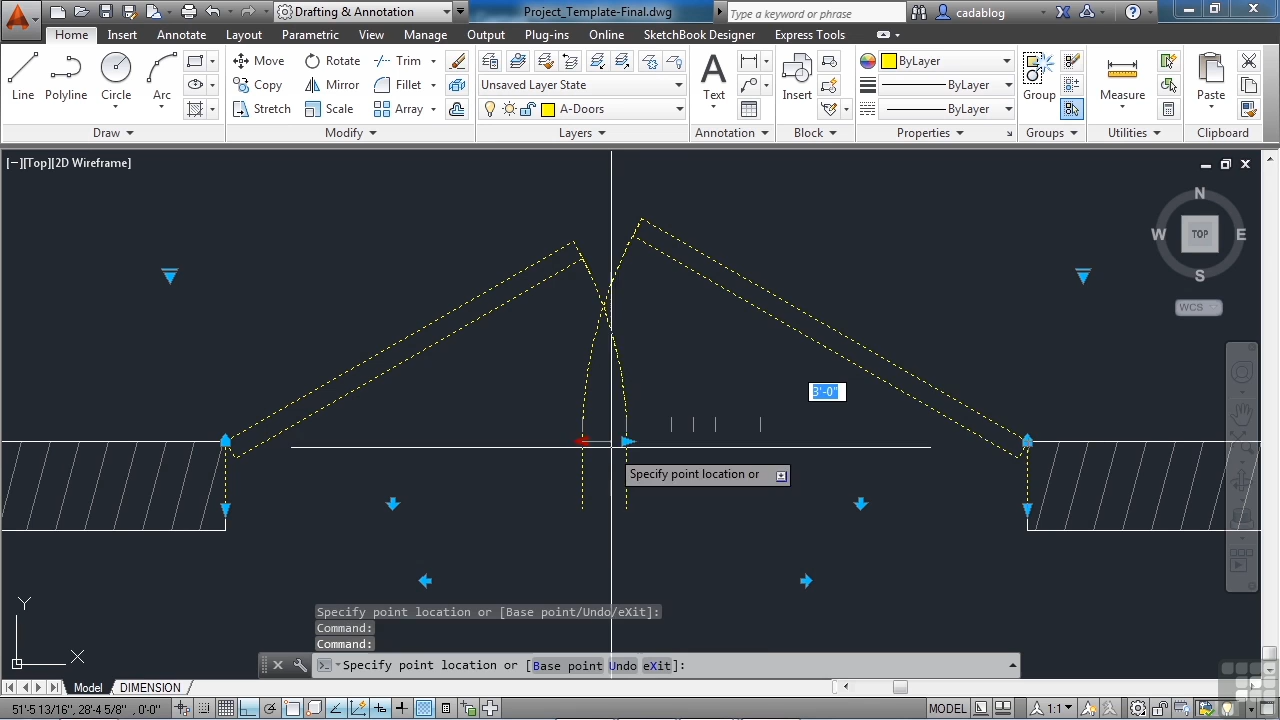 Drafting & Annotation
Project_Template-Final.dwg
Type a keyword or phrase
cadablog
Home Insert Annotate Layout Parametric View Manage Output Plug-ins Online SketchBook Designer Express Tools
Line Polyline Circle Arc
Move Rotate Trim
Copy Mirror Fillet
Stretch Scale Array
Unsaved Layer State
A-Doors
Text
Insert
ByLayer
ByLayer
ByLayer
Group
Measure
Paste
Draw Modify Layers Annotation Block Properties Groups Utilities Clipboard
[−][Top][2D Wireframe]
N
W TOP E
S
WCS
3'-0"
Specify point location or
Y
X
Specify point location or [Base point/Undo/eXit]:
Command:
Command:
Specify point location or [Base point Undo eXit]:
Model DIMENSION
51'-5 13/16", 28'-4 5/8" , 0'-0"
MODEL
1:1